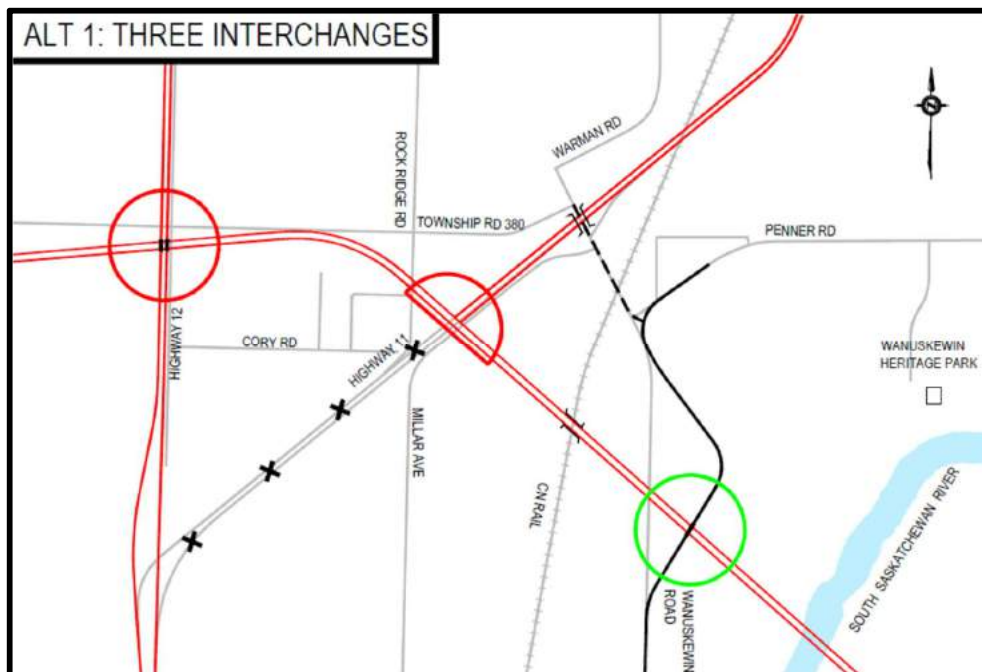 ALT 1: THREE INTERCHANGES
WARMAN RD
ROCK RIDGE RD
TOWNSHIP RD 380
PENNER RD
HIGHWAY 12
CORY RD
HIGHWAY 11
WANUSKEWIN
HERITAGE PARK
MILLAR AVE
CN RAIL
SOUTH SASKATCHEWAN RIVER
WANUSKEWIN
ROAD